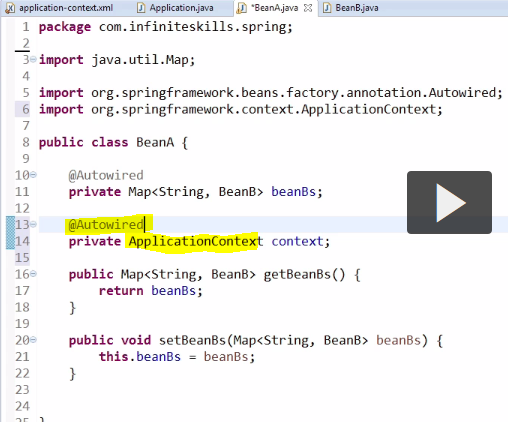 application-context.xml Application.java *BeanA.java BeanB.java
1 package com.infiniteskills.spring;
2
3 import java.util.Map;
4
5 import org.springframework.beans.factory.annotation.Autowired;
6 import org.springframework.context.ApplicationContext;
7
8 public class BeanA {
9
10 @Autowired
11 private Map<String, BeanB> beanBs;
12
13 @Autowired
14 private ApplicationContext context;
15
16 public Map<String, BeanB> getBeanBs() {
17 return beanBs;
18 }
19
20 public void setBeanBs(Map<String, BeanB> beanBs) {
21 this.beanBs = beanBs;
22 }
23
24
25 }